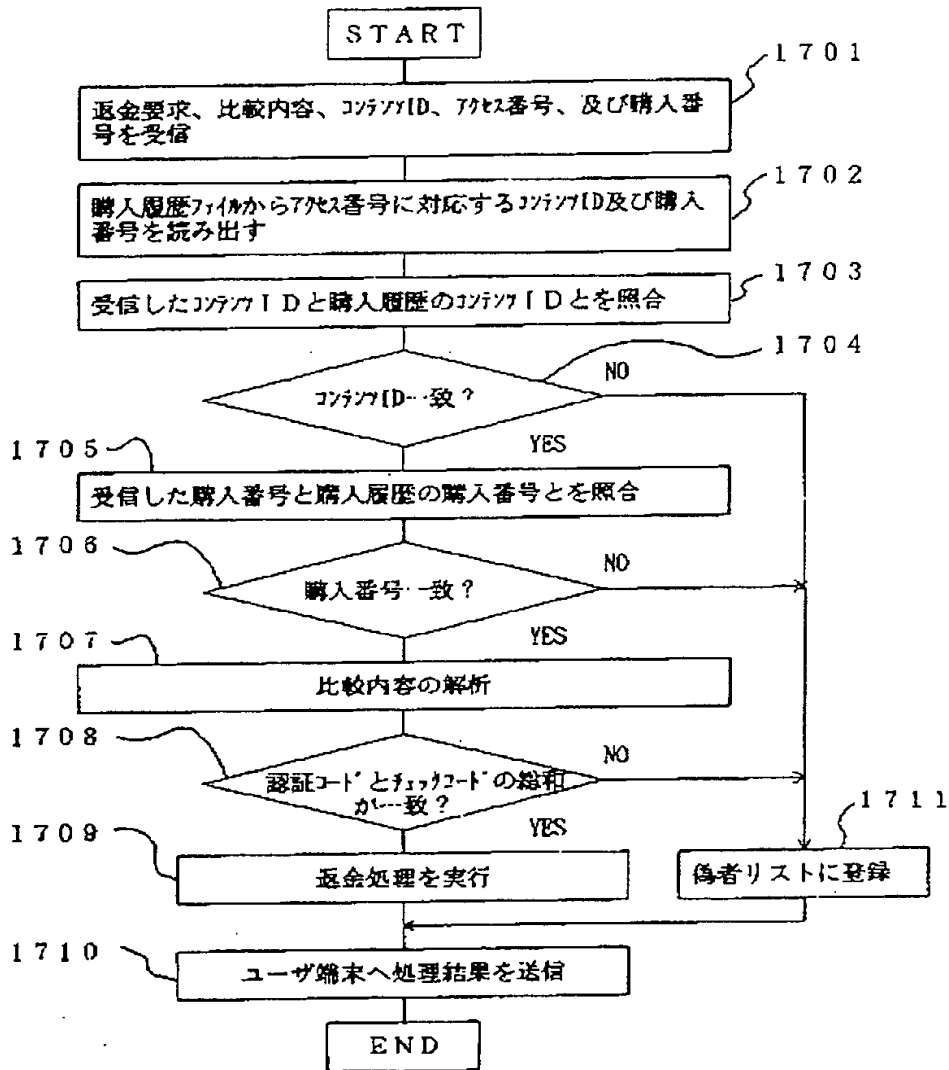 START
1701
返金要求、比較内容、コンテンツID、アクセス番号、及び購入番
号を受信
1702
購入履歴ファイルからアクセス番号に対応するコンテンツID及び購入
番号を読み出す
1703
受信したコンテンツIDと購入履歴のコンテンツIDとを照合
1704
コンテンツID一致？
NO
YES
1705
受信した購入番号と購入履歴の購入番号とを照合
1706
購入番号一致？
NO
YES
1707
比較内容の解析
1708
認証コードとチェックコードの総和
が一致？
NO
YES
1709
返金処理を実行
1711
偽者リストに登録
1710
ユーザ端末へ処理結果を送信
END